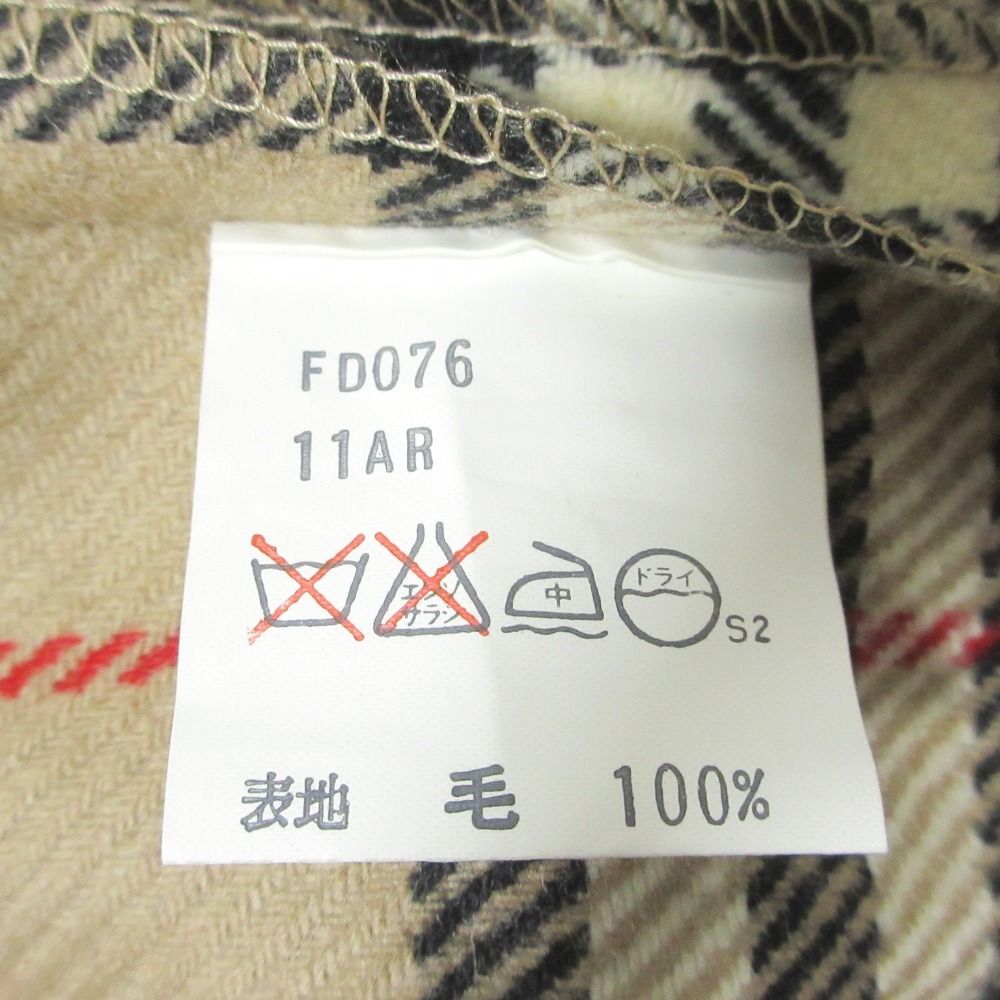 FD076
11AR
エンソ
サラシ
中
ドライ
S2
表地 毛 100%